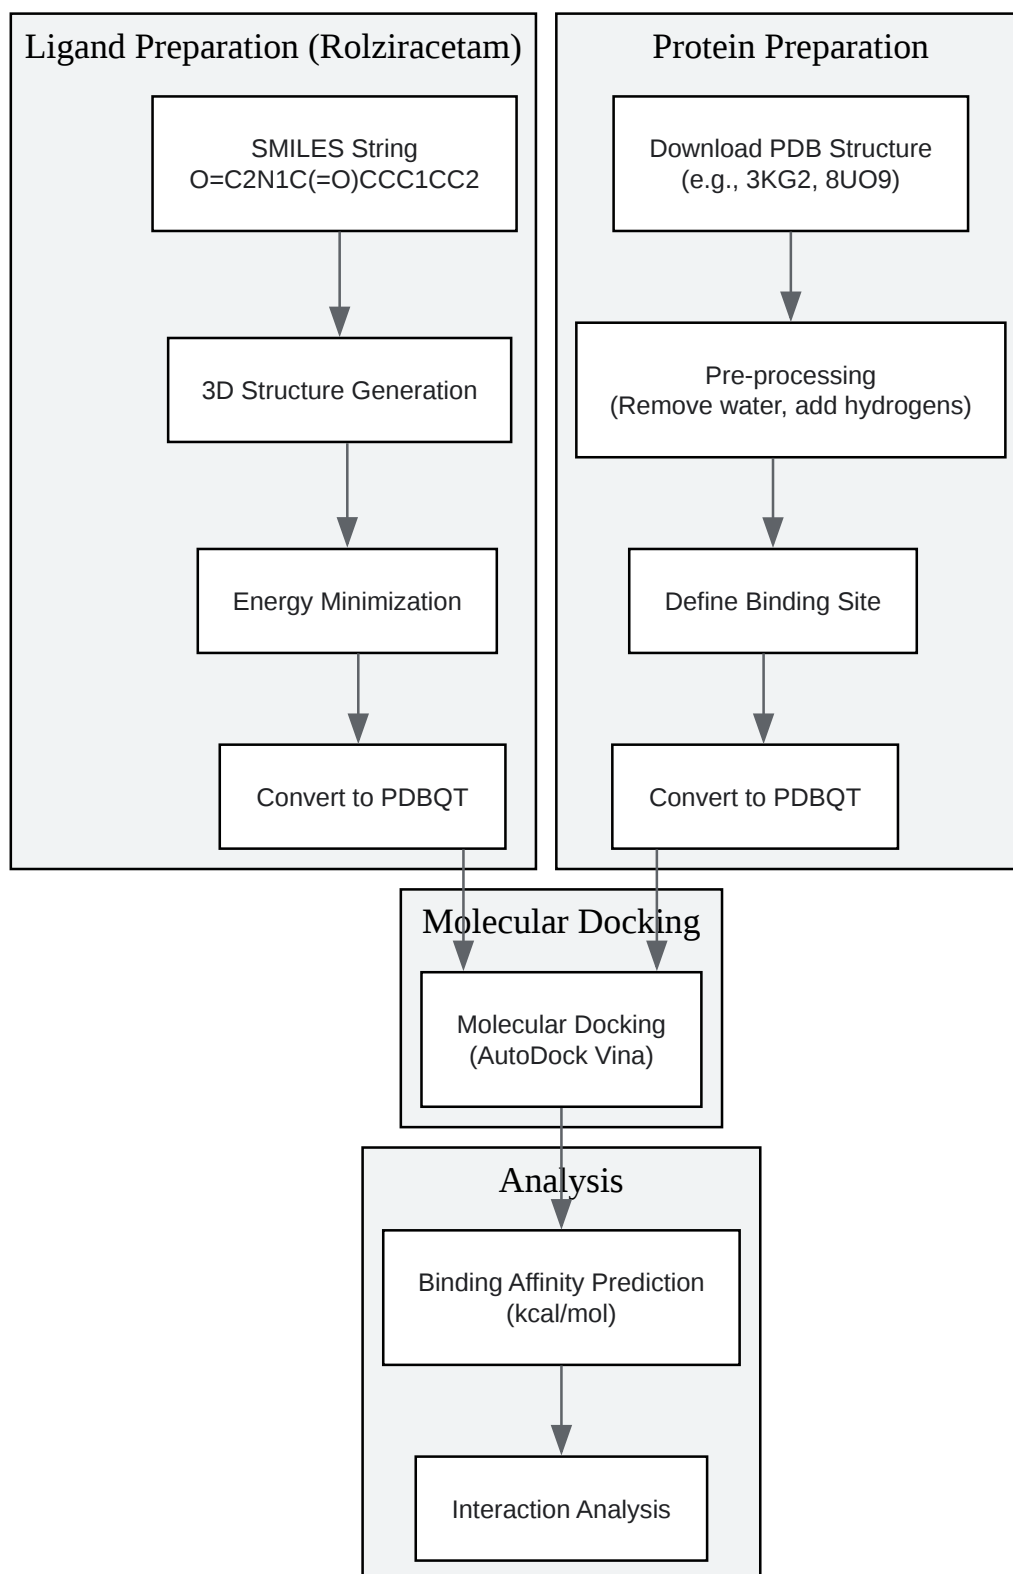 Ligand Preparation (Rolziracetam)
SMILES String
O=C2N1C(=O)CCC1CC2
3D Structure Generation
Energy Minimization
Convert to PDBQT
Protein Preparation
Download PDB Structure
(e.g., 3KG2, 8UO9)
Pre-processing
(Remove water, add hydrogens)
Define Binding Site
Convert to PDBQT
Molecular Docking
Molecular Docking
(AutoDock Vina)
Analysis
Binding Affinity Prediction
(kcal/mol)
Interaction Analysis